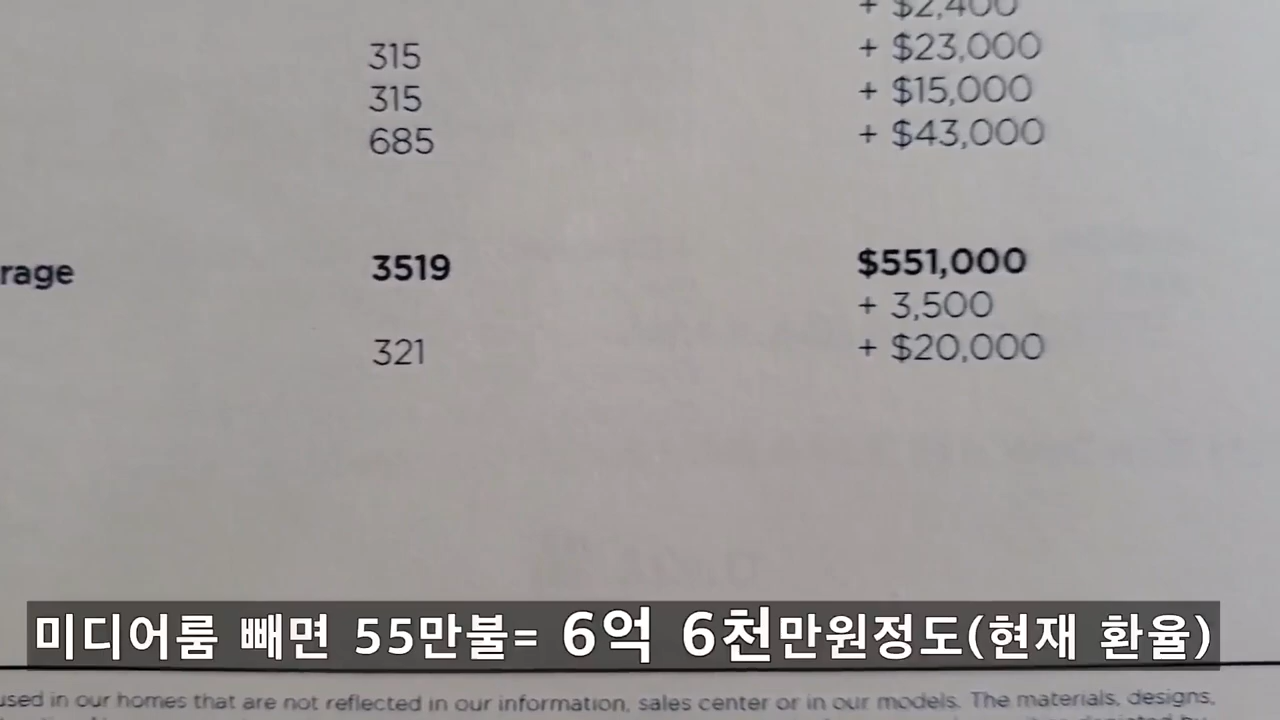 + $2,400
315 + $23,000
315 + $15,000
685 + $43,000
rage 3519 $551,000
+ 3,500
321 + $20,000
미디어룸 빼면 55만불= 6억 6천만원정도(현재 환율)
used in our homes that are not reflected in our information, sales center or in our models. The materials, designs,